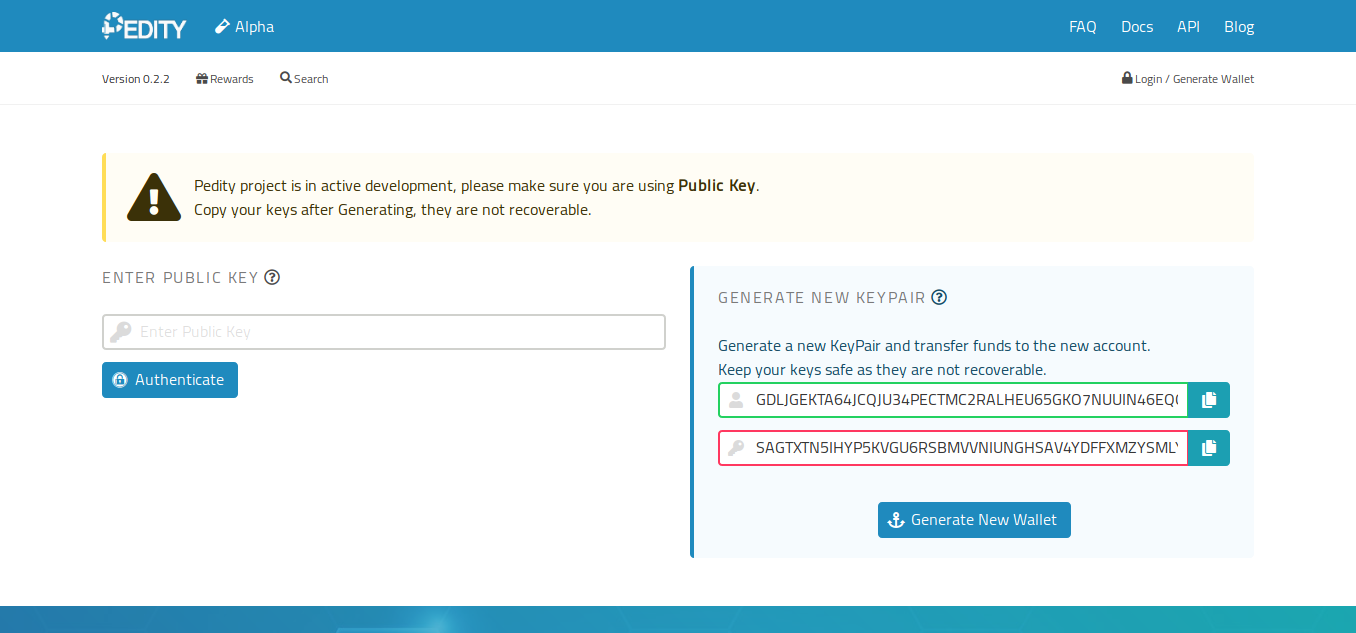 PEDITY
Alpha
FAQ
Docs
API
Blog
Version 0.2.2
Rewards
Search
Login / Generate Wallet
Pedity project is in active development, please make sure you are using Public Key.
Copy your keys after Generating, they are not recoverable.
ENTER PUBLIC KEY
Enter Public Key
Authenticate
GENERATE NEW KEYPAIR
Generate a new KeyPair and transfer funds to the new account.
Keep your keys safe as they are not recoverable.
GDLJGEKTA64JCQJU34PECTMC2RALHEU65GKO7NUUIN46EQ
SAGTXTN5IHYP5KVGU6RSBMVVNIUNGHSAV4YDFFXMZYSML
Generate New Wallet